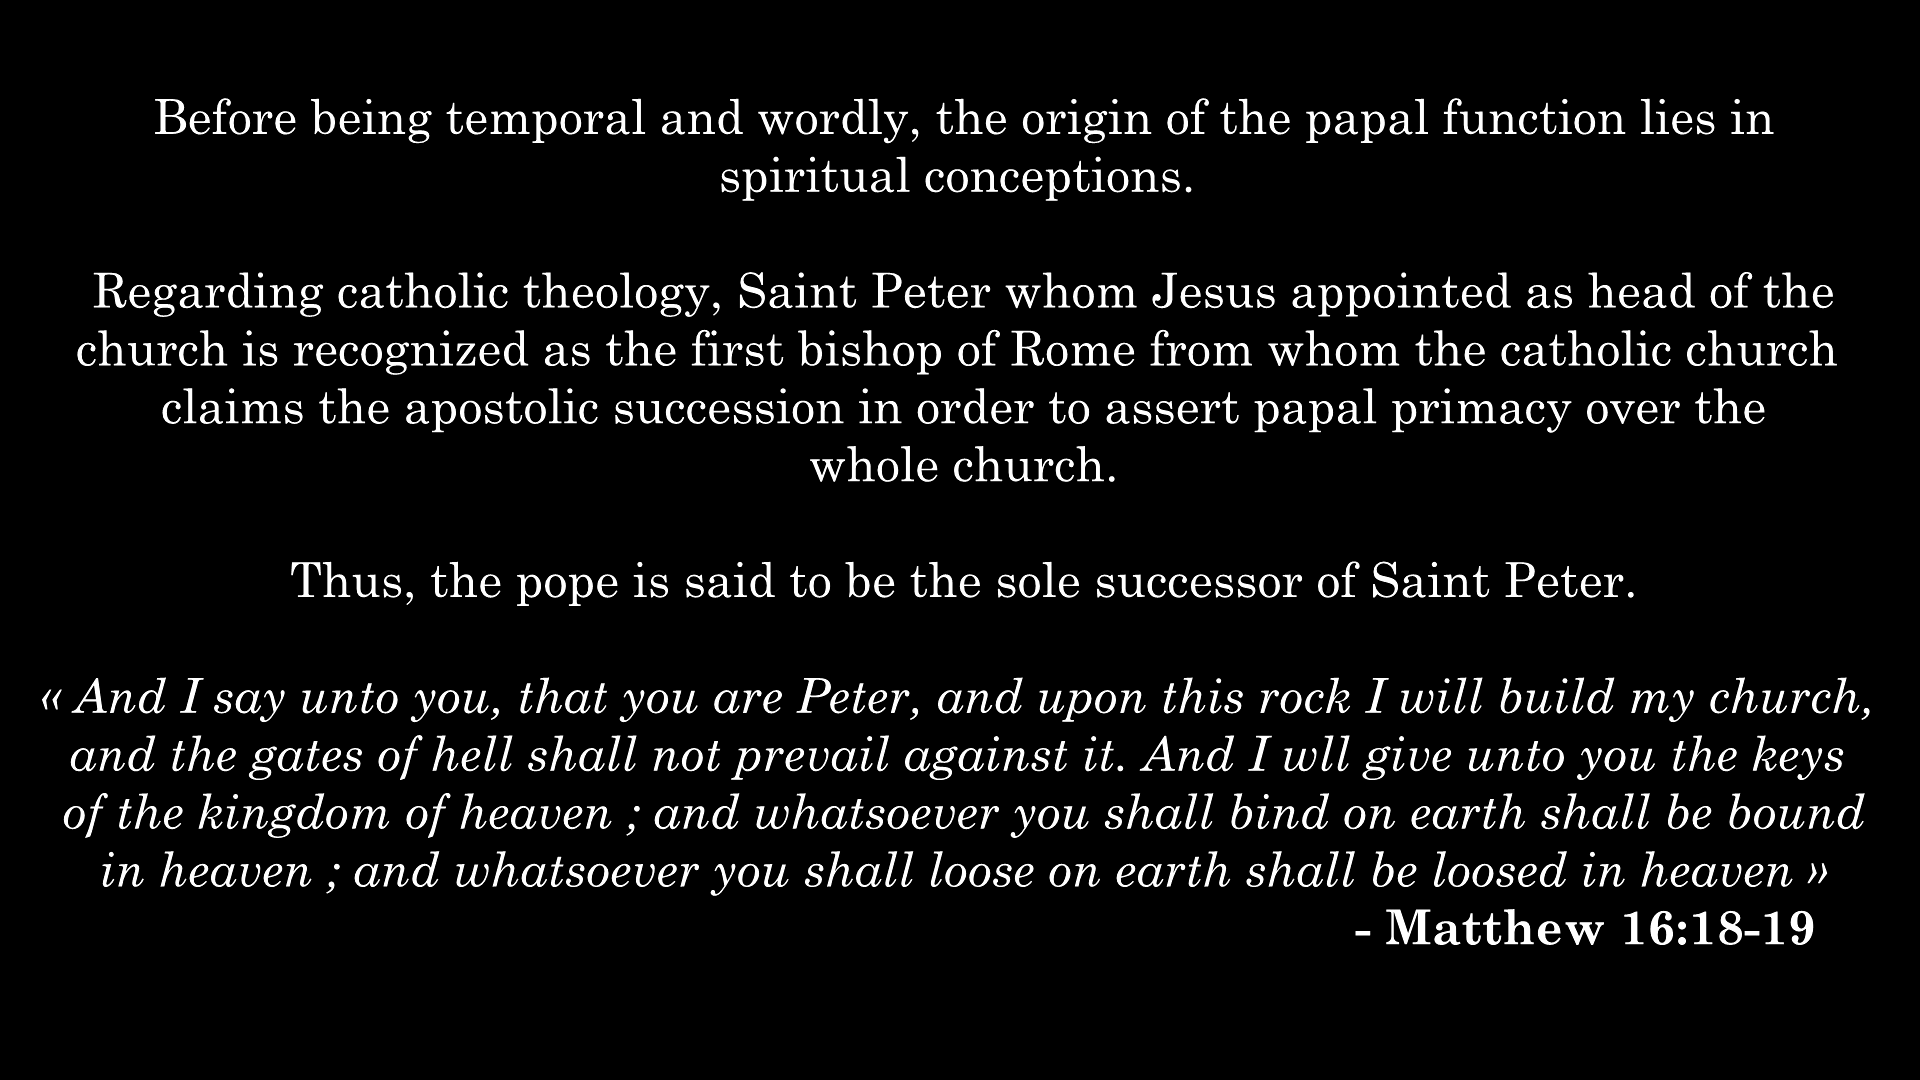 Before being temporal and wordly, the origin of the papal function lies in
spiritual conceptions.
Regarding catholic theology, Saint Peter whom Jesus appointed as head of the
church is recognized as the first bishop of Rome from whom the catholic church
claims the apostolic succession in order to assert papal primacy over the
whole church.
Thus, the pope is said to be the sole successor of Saint Peter.
« And I say unto you, that you are Peter, and upon this rock I will build my church,
and the gates of hell shall not prevail against it. And I wll give unto you the keys
of the kingdom of heaven ; and whatsoever you shall bind on earth shall be bound
in heaven ; and whatsoever you shall loose on earth shall be loosed in heaven »
- Matthew 16:18-19